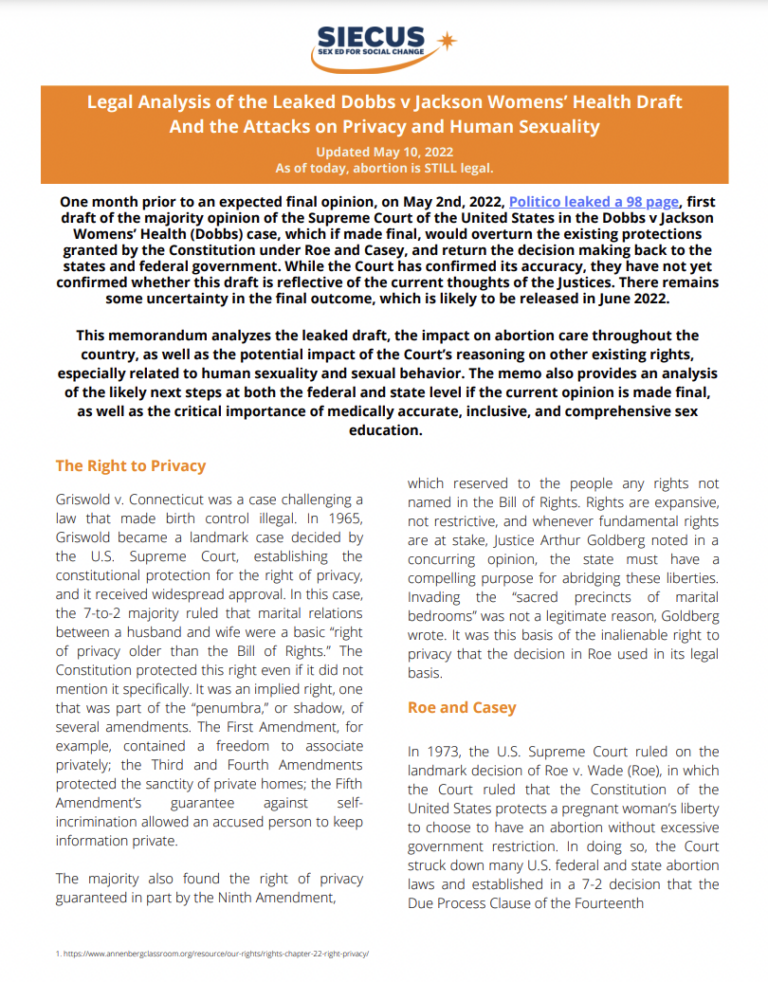 SIECUS
SEX ED FOR SOCIAL CHANGE
Legal Analysis of the Leaked Dobbs v Jackson Womens’ Health Draft
And the Attacks on Privacy and Human Sexuality
Updated May 10, 2022
As of today, abortion is STILL legal.
One month prior to an expected final opinion, on May 2nd, 2022, Politico leaked a 98 page, first
draft of the majority opinion of the Supreme Court of the United States in the Dobbs v Jackson
Womens’ Health (Dobbs) case, which if made final, would overturn the existing protections
granted by the Constitution under Roe and Casey, and return the decision making back to the
states and federal government. While the Court has confirmed its accuracy, they have not yet
confirmed whether this draft is reflective of the current thoughts of the Justices. There remains
some uncertainty in the final outcome, which is likely to be released in June 2022.
This memorandum analyzes the leaked draft, the impact on abortion care throughout the
country, as well as the potential impact of the Court’s reasoning on other existing rights,
especially related to human sexuality and sexual behavior. The memo also provides an analysis
of the likely next steps at both the federal and state level if the current opinion is made final,
as well as the critical importance of medically accurate, inclusive, and comprehensive sex
education.
The Right to Privacy
Griswold v. Connecticut was a case challenging a
law that made birth control illegal. In 1965,
Griswold became a landmark case decided by
the U.S. Supreme Court, establishing the
constitutional protection for the right of privacy,
and it received widespread approval. In this case,
the 7-to-2 majority ruled that marital relations
between a husband and wife were a basic “right
of privacy older than the Bill of Rights.” The
Constitution protected this right even if it did not
mention it specifically. It was an implied right, one
that was part of the “penumbra,” or shadow, of
several amendments. The First Amendment, for
example, contained a freedom to associate
privately; the Third and Fourth Amendments
protected the sanctity of private homes; the Fifth
Amendment’s guarantee against self-
incrimination allowed an accused person to keep
information private.
The majority also found the right of privacy
guaranteed in part by the Ninth Amendment,
which reserved to the people any rights not
named in the Bill of Rights. Rights are expansive,
not restrictive, and whenever fundamental rights
are at stake, Justice Arthur Goldberg noted in a
concurring opinion, the state must have a
compelling purpose for abridging these liberties.
Invading the “sacred precincts of marital
bedrooms” was not a legitimate reason, Goldberg
wrote. It was this basis of the inalienable right to
privacy that the decision in Roe used in its legal
basis.
Roe and Casey
In 1973, the U.S. Supreme Court ruled on the
landmark decision of Roe v. Wade (Roe), in which
the Court ruled that the Constitution of the
United States protects a pregnant woman’s liberty
to choose to have an abortion without excessive
government restriction. In doing so, the Court
struck down many U.S. federal and state abortion
laws and established in a 7-2 decision that the
Due Process Clause of the Fourteenth
1. https://www.annenbergclassroom.org/resource/our-rights/rights-chapter-22-right-privacy/